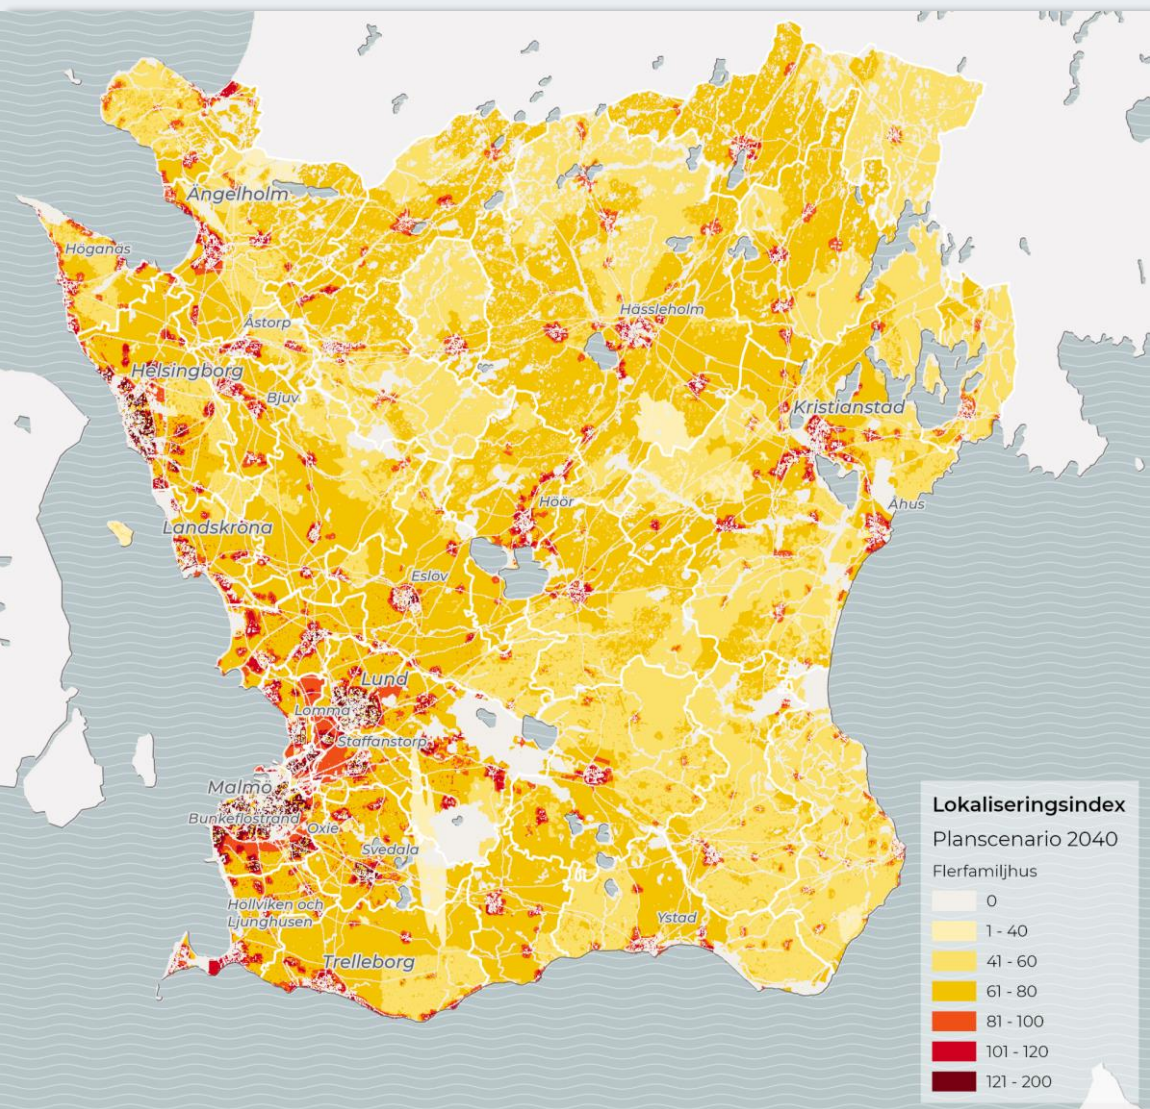 Ängelholm
Höganäs
Hässleholm
Åstorp
Helsingborg
Bjuv
Kristianstad
Höör
Åhus
Landskrona
Eslöv
Lund
Lomma
Staffanstorp
Malmö
Bunkeflostrand
Oxie
Svedala
Höllviken och
Ljunghusen
Ystad
Trelleborg
Lokaliseringsindex
Planscenario 2040
Flerfamiljhus
0
1 - 40
41 - 60
61 - 80
81 - 100
101 - 120
121 - 200